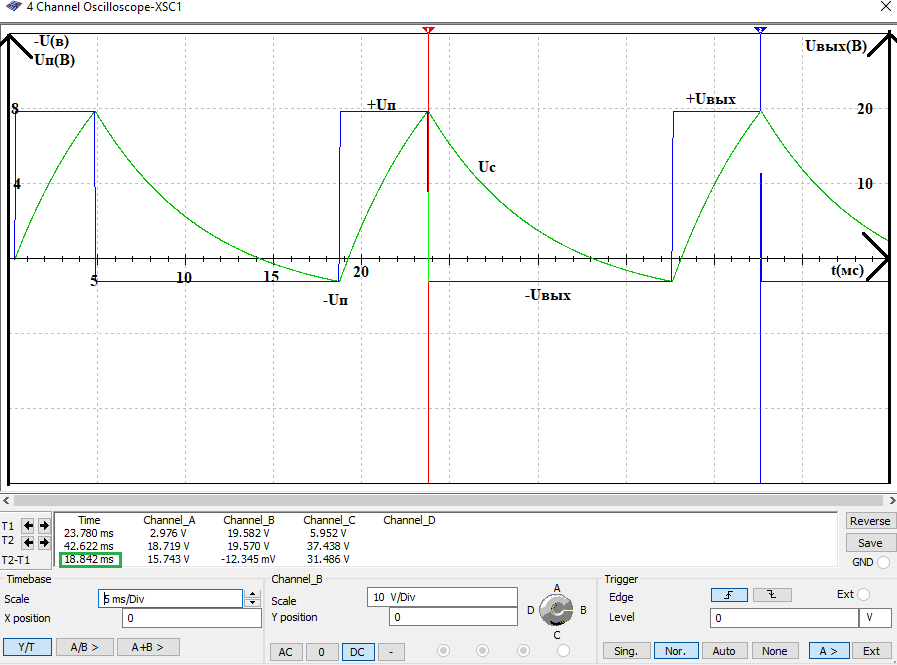 4 Channel Oscilloscope-XSC1
-U(в)
Uп(В)
Uвых(В)
8
+Uп
+Uвых
20
Uc
4
10
5
10
15
20
t(мс)
-Uп
-Uвых
T1
T2
T2-T1
Time
Channel_A
Channel_B
Channel_C
Channel_D
23.780 ms
2.976 V
19.582 V
5.952 V
42.622 ms
18.719 V
19.570 V
37.438 V
18.842 ms
15.743 V
-12.345 mV
31.486 V
Reverse
Save
GND
Timebase
Scale
5 ms/Div
X position
0
Y/T
A/B >
A+B >
Channel_B
Scale
10 V/Div
Y position
0
AC
0
DC
-
A
B
C
D
Trigger
Edge
Ext
Level
0
V
Sing.
Nor.
Auto
None
A >
Ext